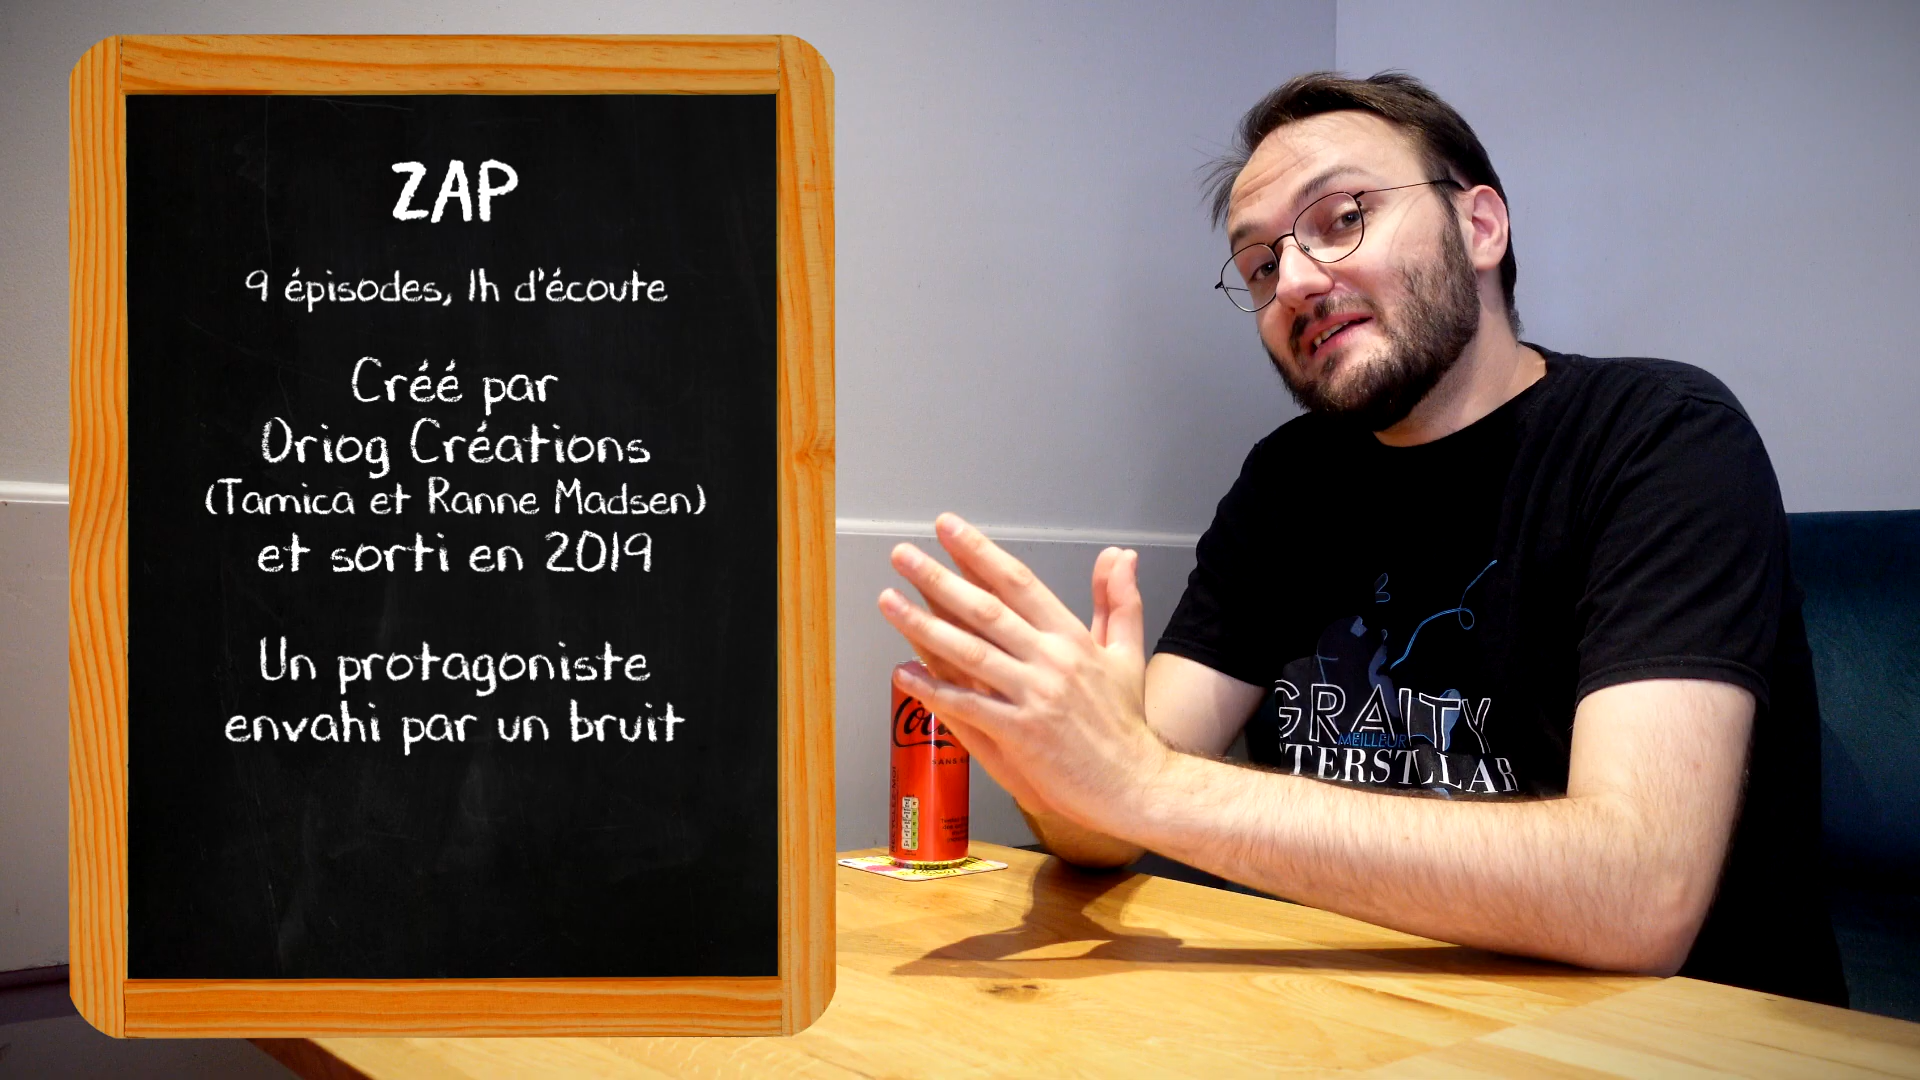 ZAP
9 épisodes, 1h d'écoute
Créé par
Oriog Créations
(Tamica et Ranne Madsen)
et sorti en 2019
Un protagoniste
envahi par un bruit
GRAITY
MEILLEUR
TERSTLLAR